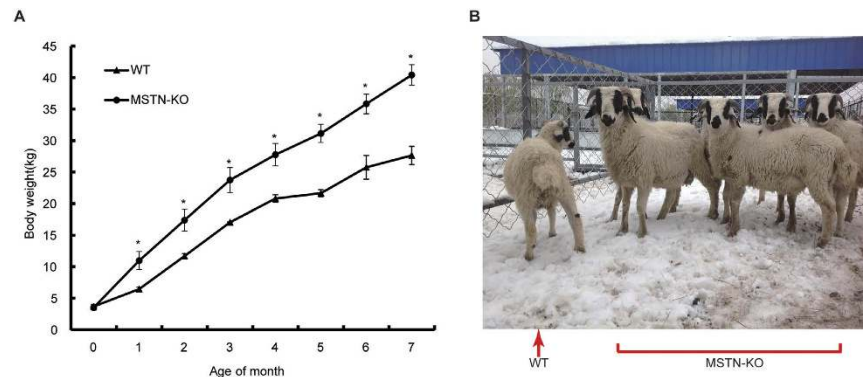 A
B
45
40
35
30
25
20
15
10
5
0
Body weight(kg)
WT
MSTN-KO
*
*
*
*
*
*
*
0 1 2 3 4 5 6 7
Age of month
WT
MSTN-KO